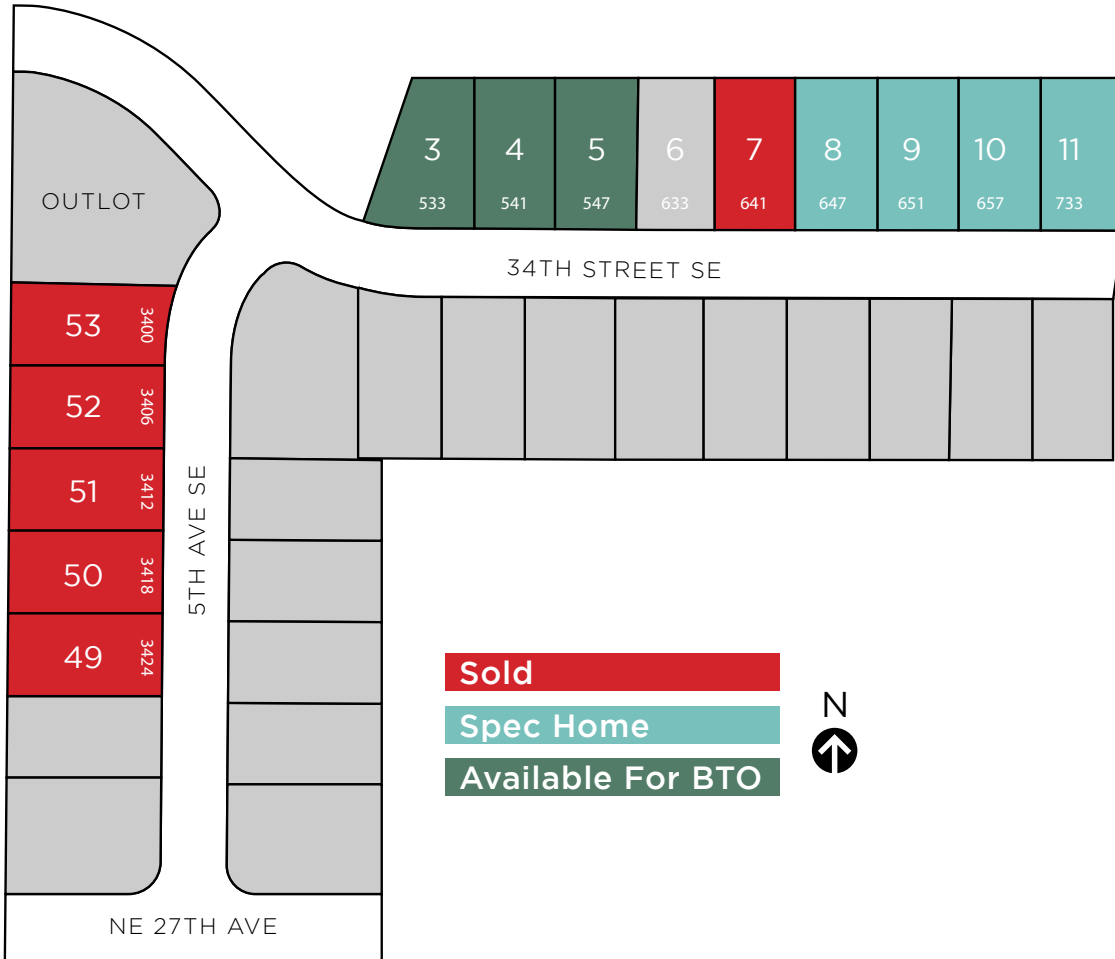 3 4 5 6 7 8 9 10 11
533 541 547 633 641 647 651 657 733
OUTLOT
34TH STREET SE
53 3400
52 3406
51 3412
50 3418
49 3424
5TH AVE SE
Sold
Spec Home
Available For BTO
N
NE 27TH AVE